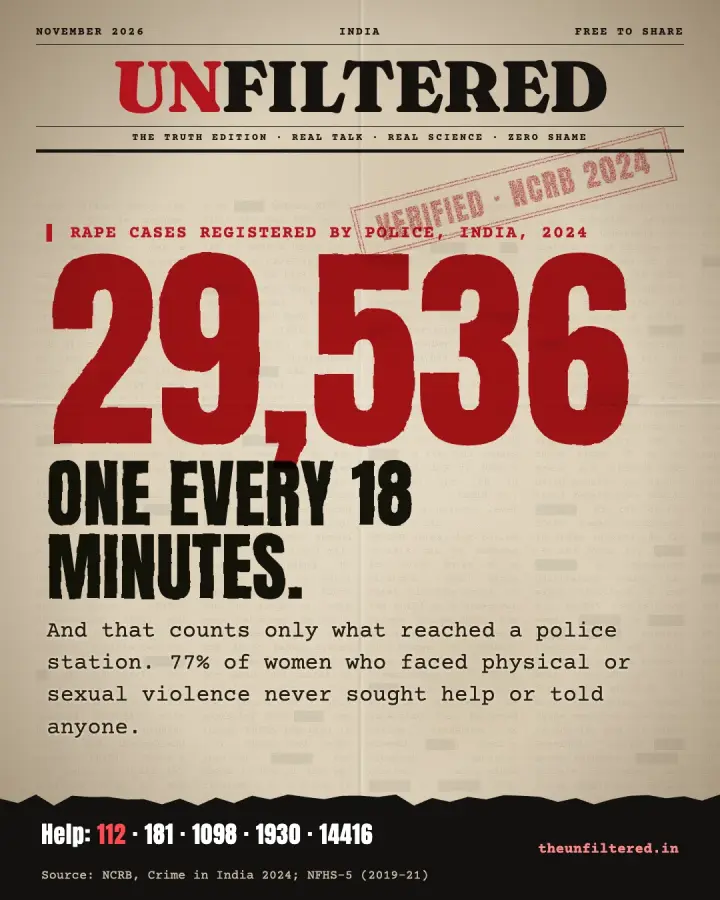 NOVEMBER 2026 INDIA FREE TO SHARE
UNFILTERED
THE TRUTH EDITION · REAL TALK · REAL SCIENCE · ZERO SHAME
VERIFIED · NCRB 2024
RAPE CASES REGISTERED BY POLICE, INDIA, 2024
29,536
ONE EVERY 18
MINUTES.
And that counts only what reached a police
station. 77% of women who faced physical or
sexual violence never sought help or told
anyone.
Help: 112 · 181 · 1098 · 1930 · 14416
theunfiltered.in
Source: NCRB, Crime in India 2024; NFHS-5 (2019-21)